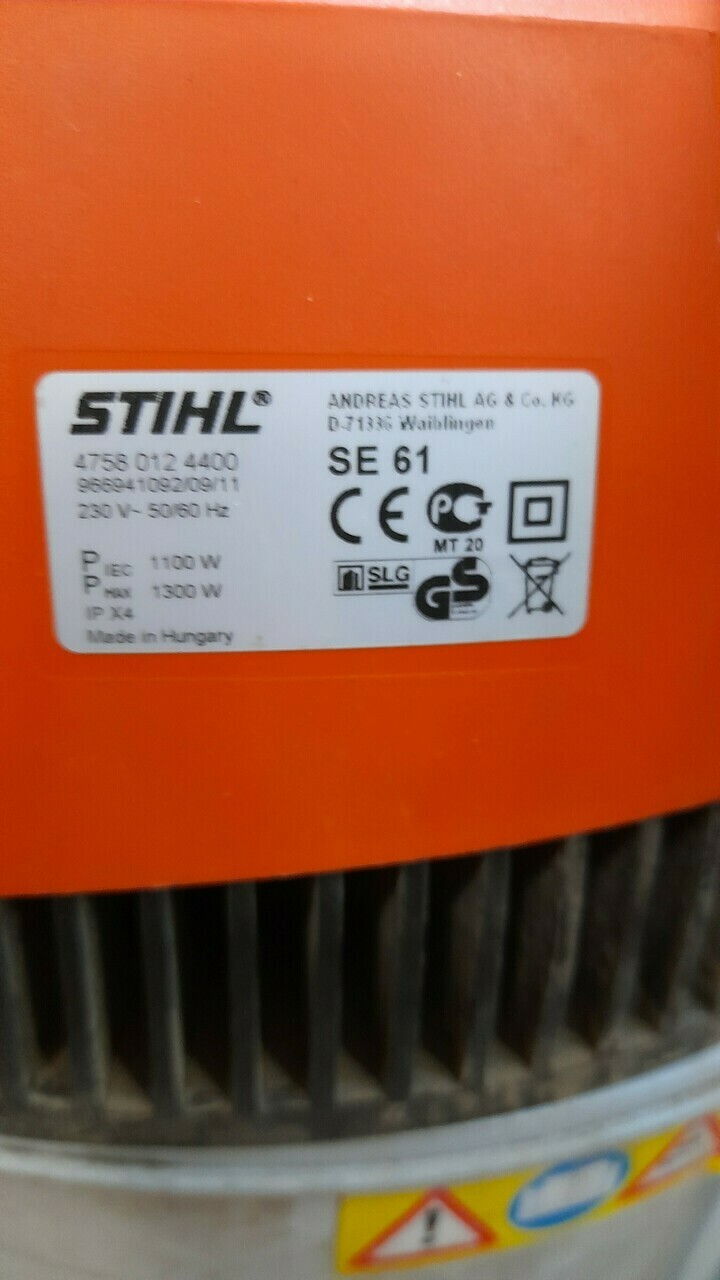 STIHL®
4758 012 4400
966941092/09/11
230 V~ 50/60 Hz
P IEC 1100 W
P MAX 1300 W
IP X4
Made in Hungary
ANDREAS STIHL AG & Co. KG
D-71336 Waiblingen
SE 61
CE
PCT
MT 20
SLG
GS
!